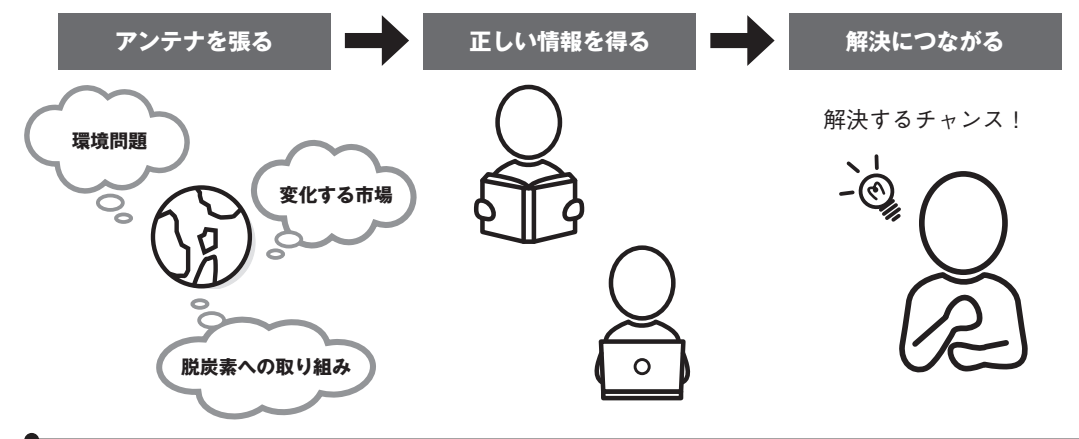 アンテナを張る
正しい情報を得る
解決につながる
環境問題
変化する市場
脱炭素への取り組み
解決するチャンス！